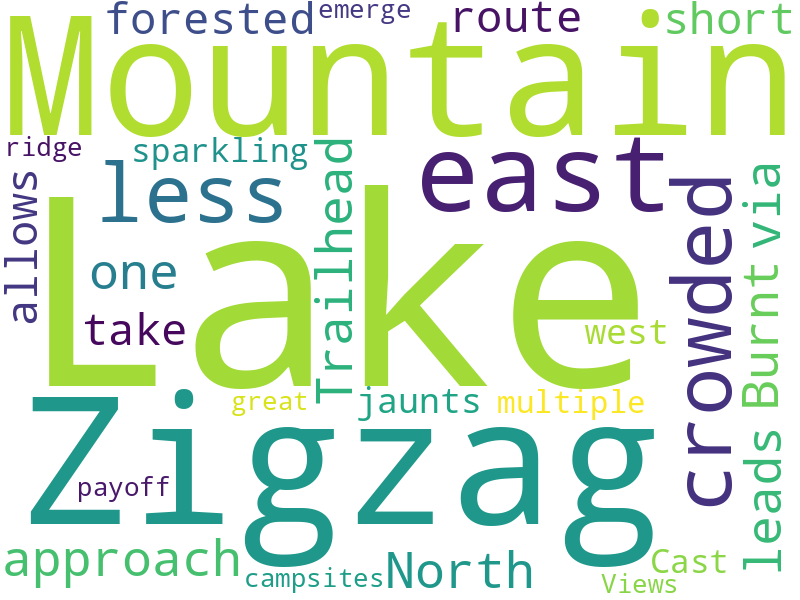 forested
emerge
route
short
Mountain
ridge
sparkling
less
Trailhead
east
allows
Lake
one
take
west
crowded
via
Burnt
leads
great
jaunts
multiple
Zigzag
payoff
approach
campsites
North
Cast
Views